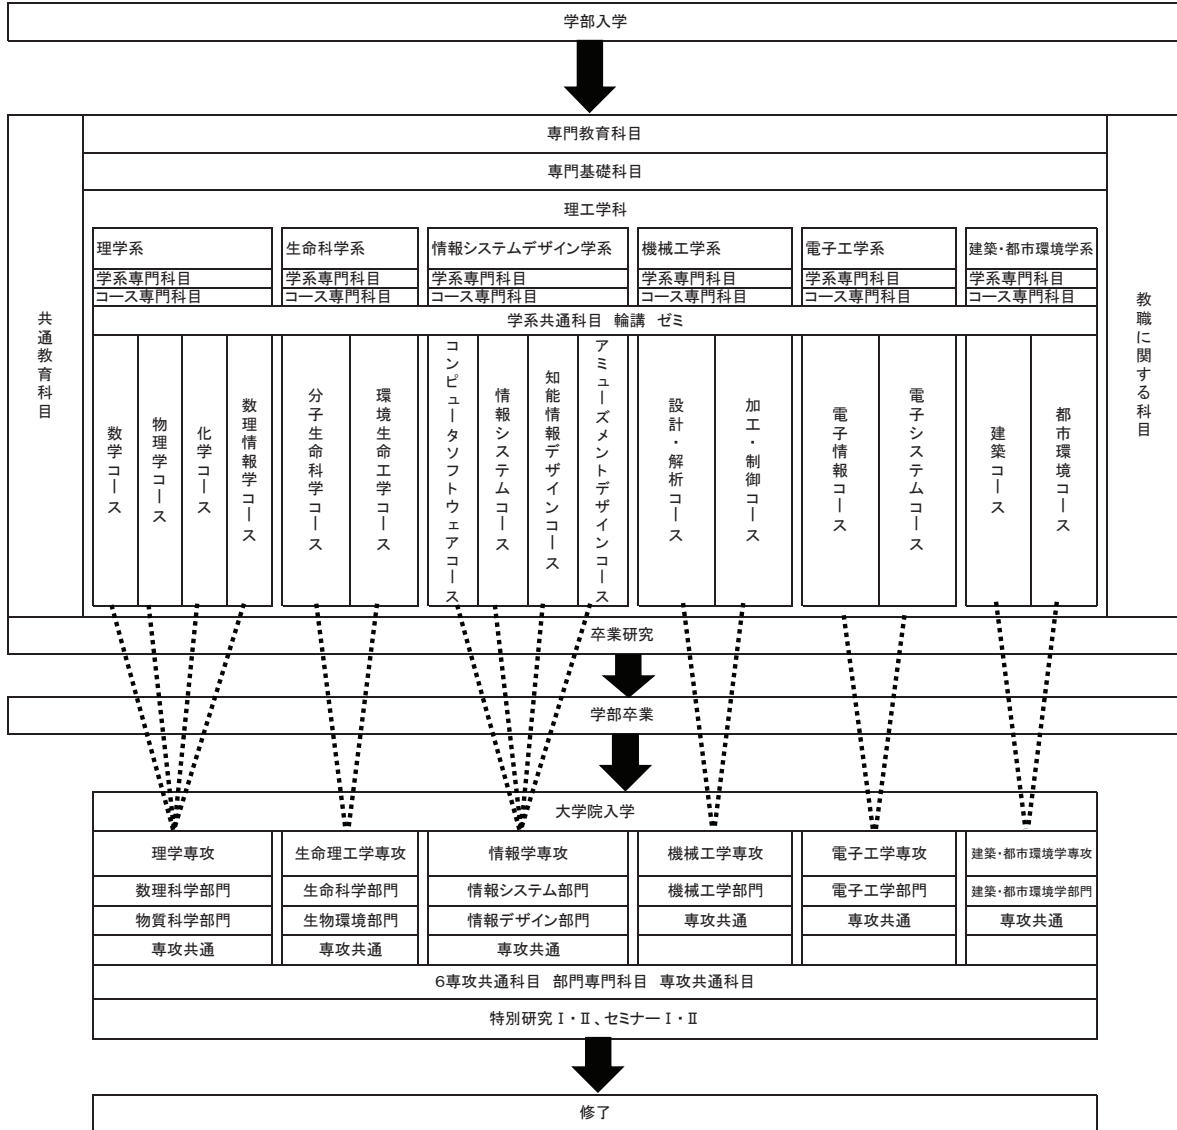 学部入学
専門教育科目
専門基礎科目
理工学科
理学系
生命科学系
情報システムデザイン学系
機械工学系
電子工学系
建築・都市環境学系
学系専門科目
学系専門科目
学系専門科目
学系専門科目
学系専門科目
学系専門科目
コース専門科目
コース専門科目
コース専門科目
コース専門科目
コース専門科目
コース専門科目
学系共通科目 輪講 ゼミ
共通教育科目
数学コース
物理学コース
化学コース
数理情報学コース
分子生命科学コース
環境生命工学コース
コンピュータソフトウェアコース
情報システムコース
知能情報デザインコース
アミューズメントデザインコース
設計・解析コース
加工・制御コース
電子情報コース
電子システムコース
建築コース
都市環境コース
教職に関する科目
卒業研究
学部卒業
大学院入学
理学専攻
生命理工学専攻
情報学専攻
機械工学専攻
電子工学専攻
建築・都市環境学専攻
数理科学部門
生命科学部門
情報システム部門
機械工学部門
電子工学部門
建築・都市環境学部門
物質科学部門
生物環境部門
情報デザイン部門
専攻共通
専攻共通
専攻共通
専攻共通
専攻共通
専攻共通
6専攻共通科目 部門専門科目 専攻共通科目
特別研究Ⅰ・Ⅱ、セミナーⅠ・Ⅱ
修了